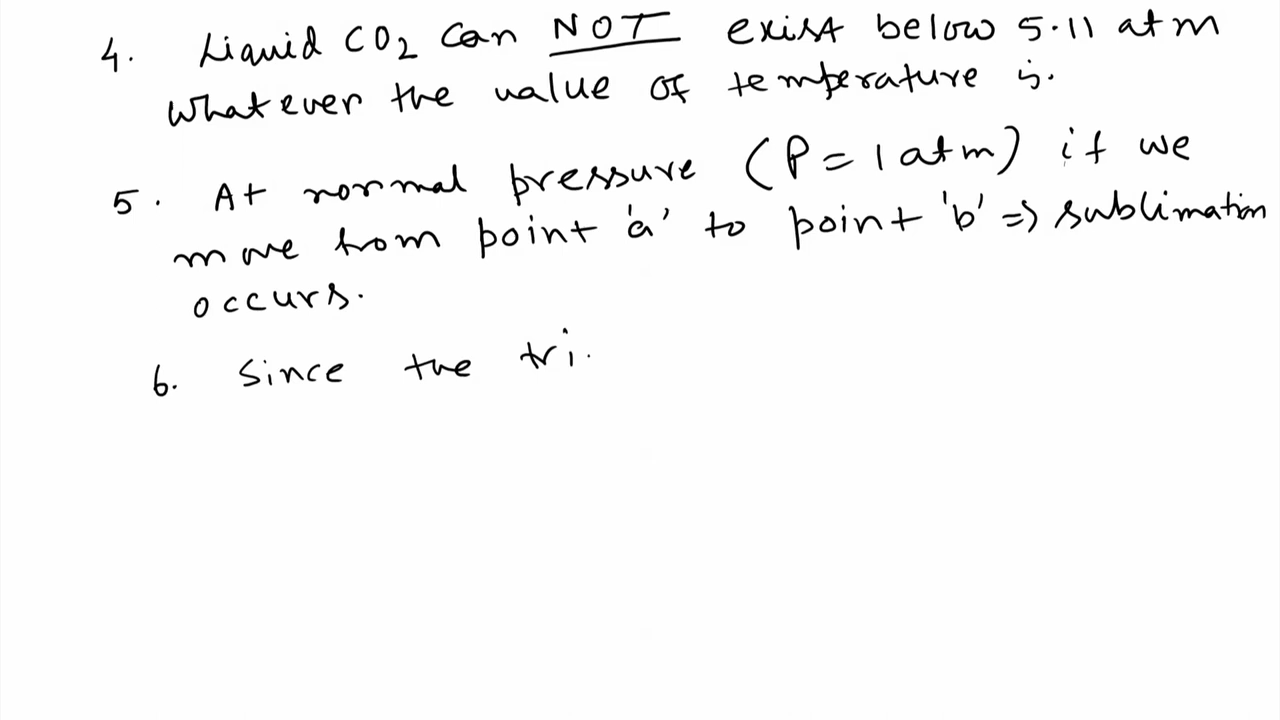 4. Liquid CO₂ can NOT exist below 5.11 atm
whatever the value of temperature is.
5. At normal pressure (P = 1 atm) if we
move from point 'a' to point 'b' ⇒ sublimation
occurs.
6. Since the tri.